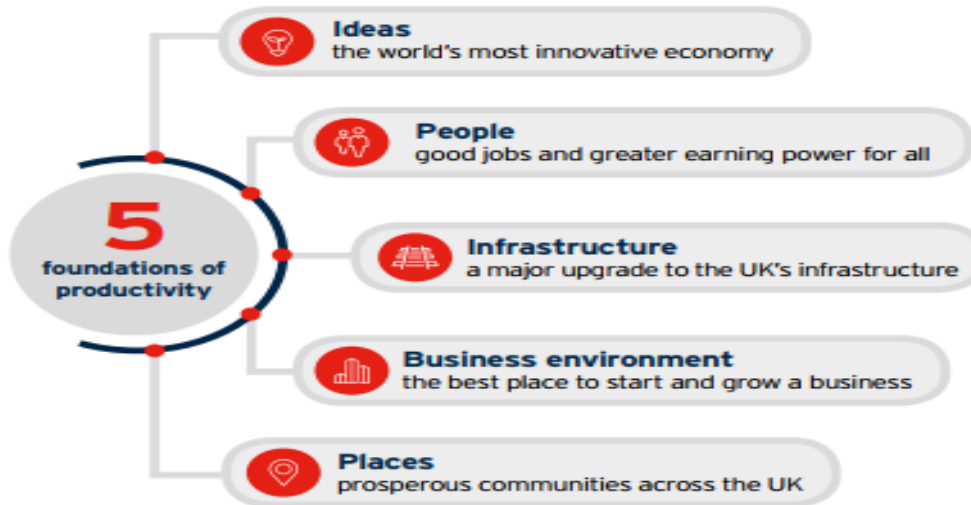 Ideas
the world's most innovative economy
People
good jobs and greater earning power for all
5
foundations of
productivity
Infrastructure
a major upgrade to the UK's infrastructure
Business environment
the best place to start and grow a business
Places
prosperous communities across the UK